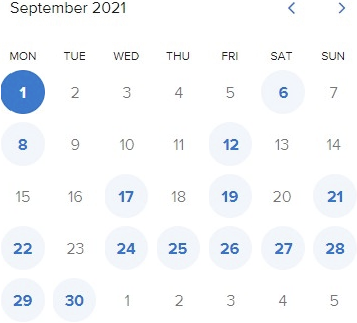 September 2021
MON TUE WED THU FRI SAT SUN
1 2 3 4 5 6 7
8 9 10 11 12 13 14
15 16 17 18 19 20 21
22 23 24 25 26 27 28
29 30 1 2 3 4 5